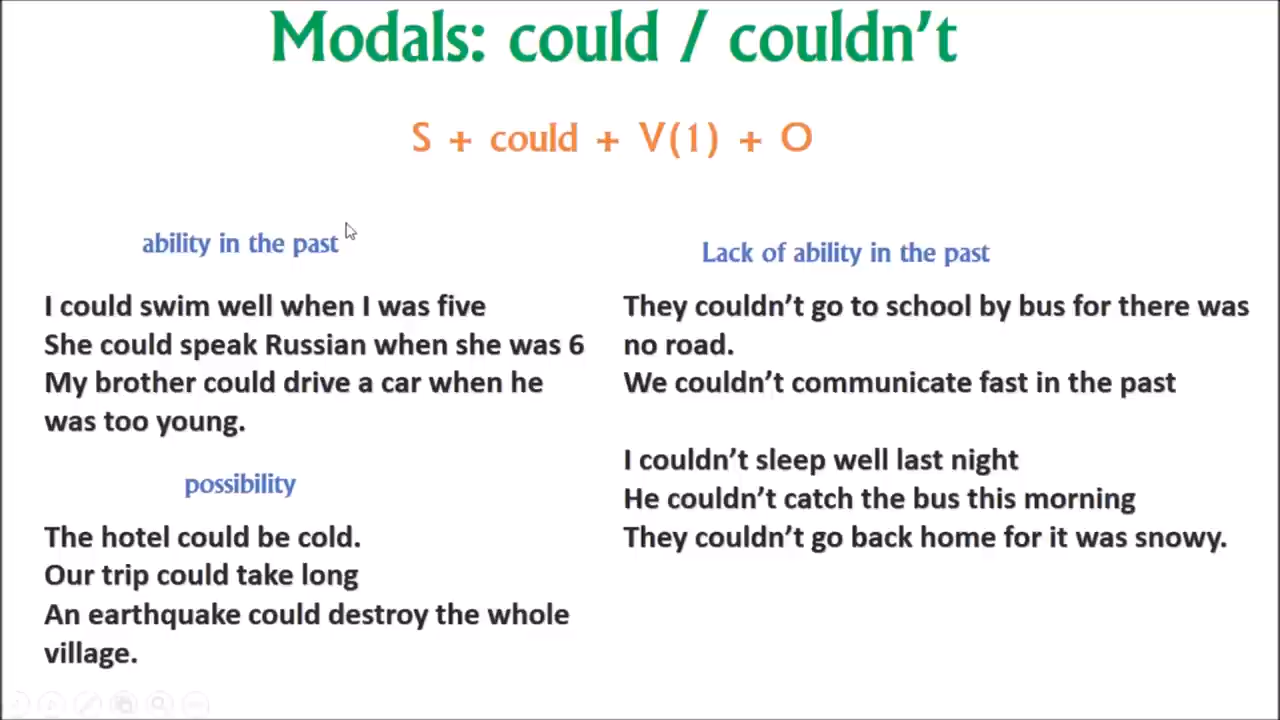 Modals: could / couldn't
S + could + V(1) + O
ability in the past
I could swim well when I was five
She could speak Russian when she was 6
My brother could drive a car when he
was too young.
possibility
The hotel could be cold.
Our trip could take long
An earthquake could destroy the whole
village.
Lack of ability in the past
They couldn't go to school by bus for there was
no road.
We couldn't communicate fast in the past
I couldn't sleep well last night
He couldn't catch the bus this morning
They couldn't go back home for it was snowy.